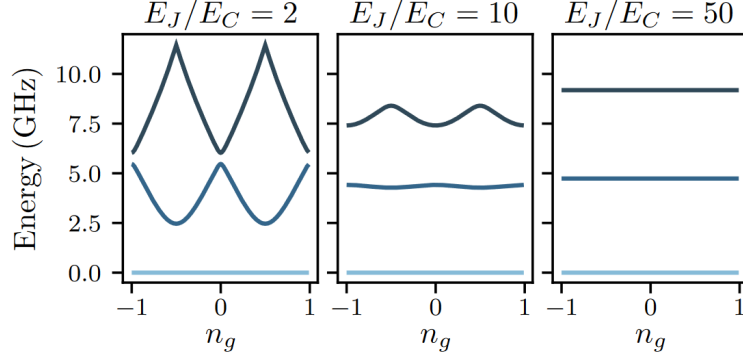 E_J/E_C = 2
E_J/E_C = 10
E_J/E_C = 50
Energy (GHz)
10.0
7.5
5.0
2.5
0.0
−1 0 1
−1 0 1
−1 0 1
n_g
n_g
n_g